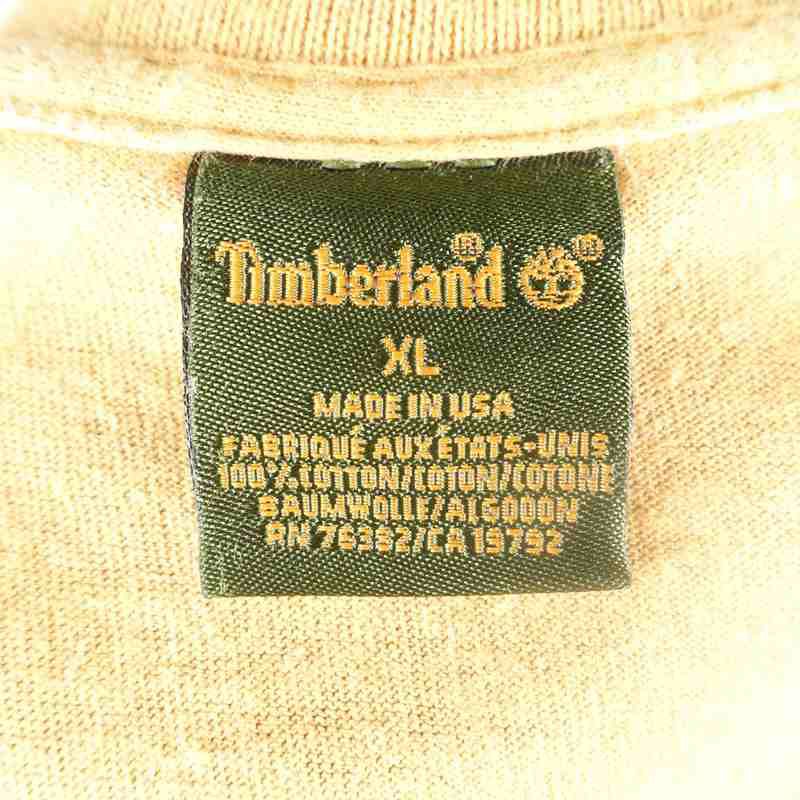 Timberland® ®
XL
MADE IN USA
FABRIQUÉ AUX ÉTATS-UNIS
100% COTTON/COTON/COTONE
BAUMWOLLE/ALGODON
RN 76382/CA 19792